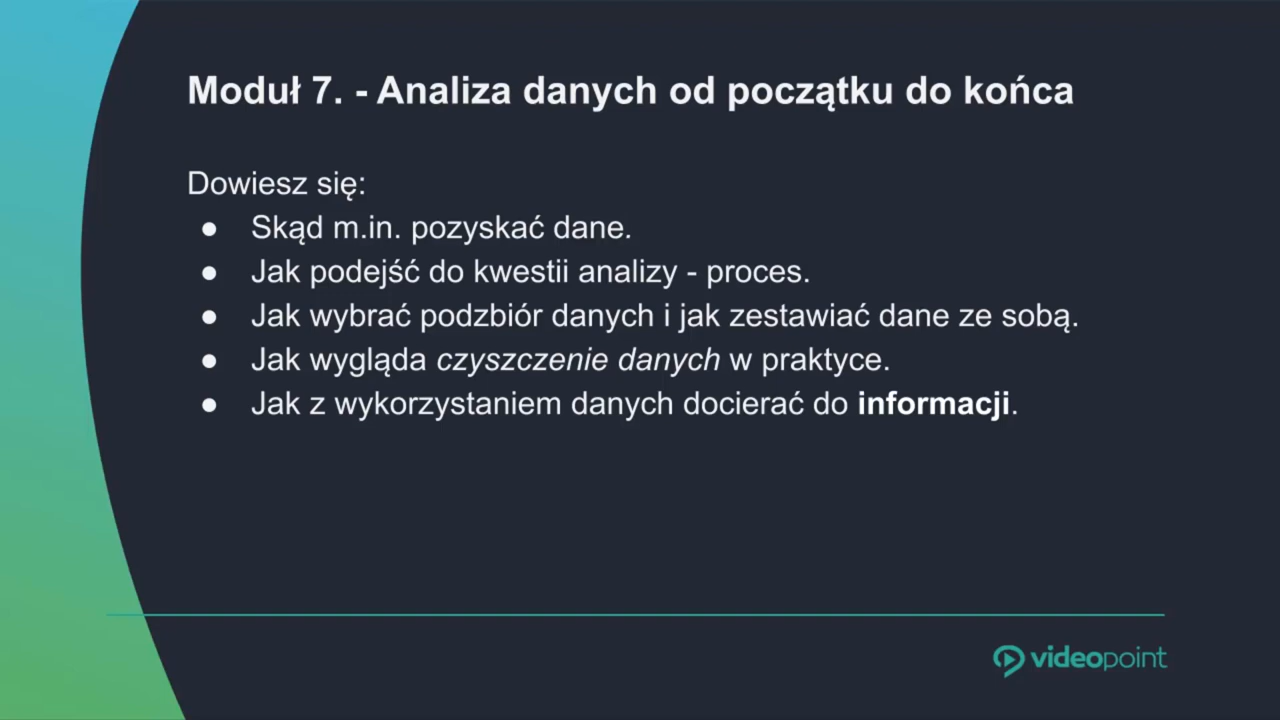 Moduł 7. - Analiza danych od początku do końca
Dowiesz się:
● Skąd m.in. pozyskać dane.
● Jak podejść do kwestii analizy - proces.
● Jak wybrać podzbiór danych i jak zestawiać dane ze sobą.
● Jak wygląda czyszczenie danych w praktyce.
● Jak z wykorzystaniem danych docierać do informacji.
videopoint